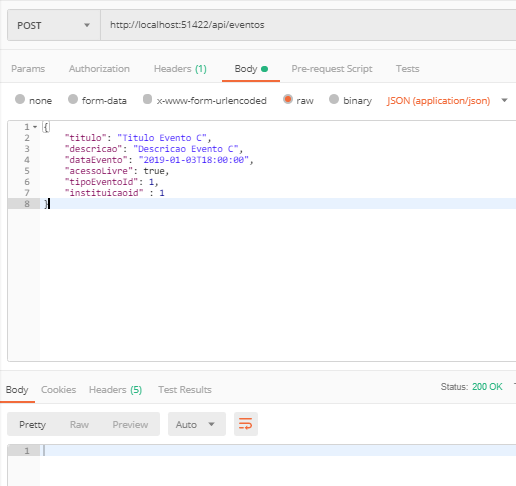 POST http://localhost:51422/api/eventos
Params Authorization Headers (1) Body Pre-request Script Tests
none form-data x-www-form-urlencoded raw binary JSON (application/json)
1 {
2 "titulo": "Titulo Evento C",
3 "descricao": "Descricao Evento C",
4 "dataEvento": "2019-01-03T18:00:00",
5 "acessoLivre": true,
6 "tipoEventoId": 1,
7 "instituicaoid" : 1
8 }
Body Cookies Headers (5) Test Results Status: 200 OK
Pretty Raw Preview Auto
1